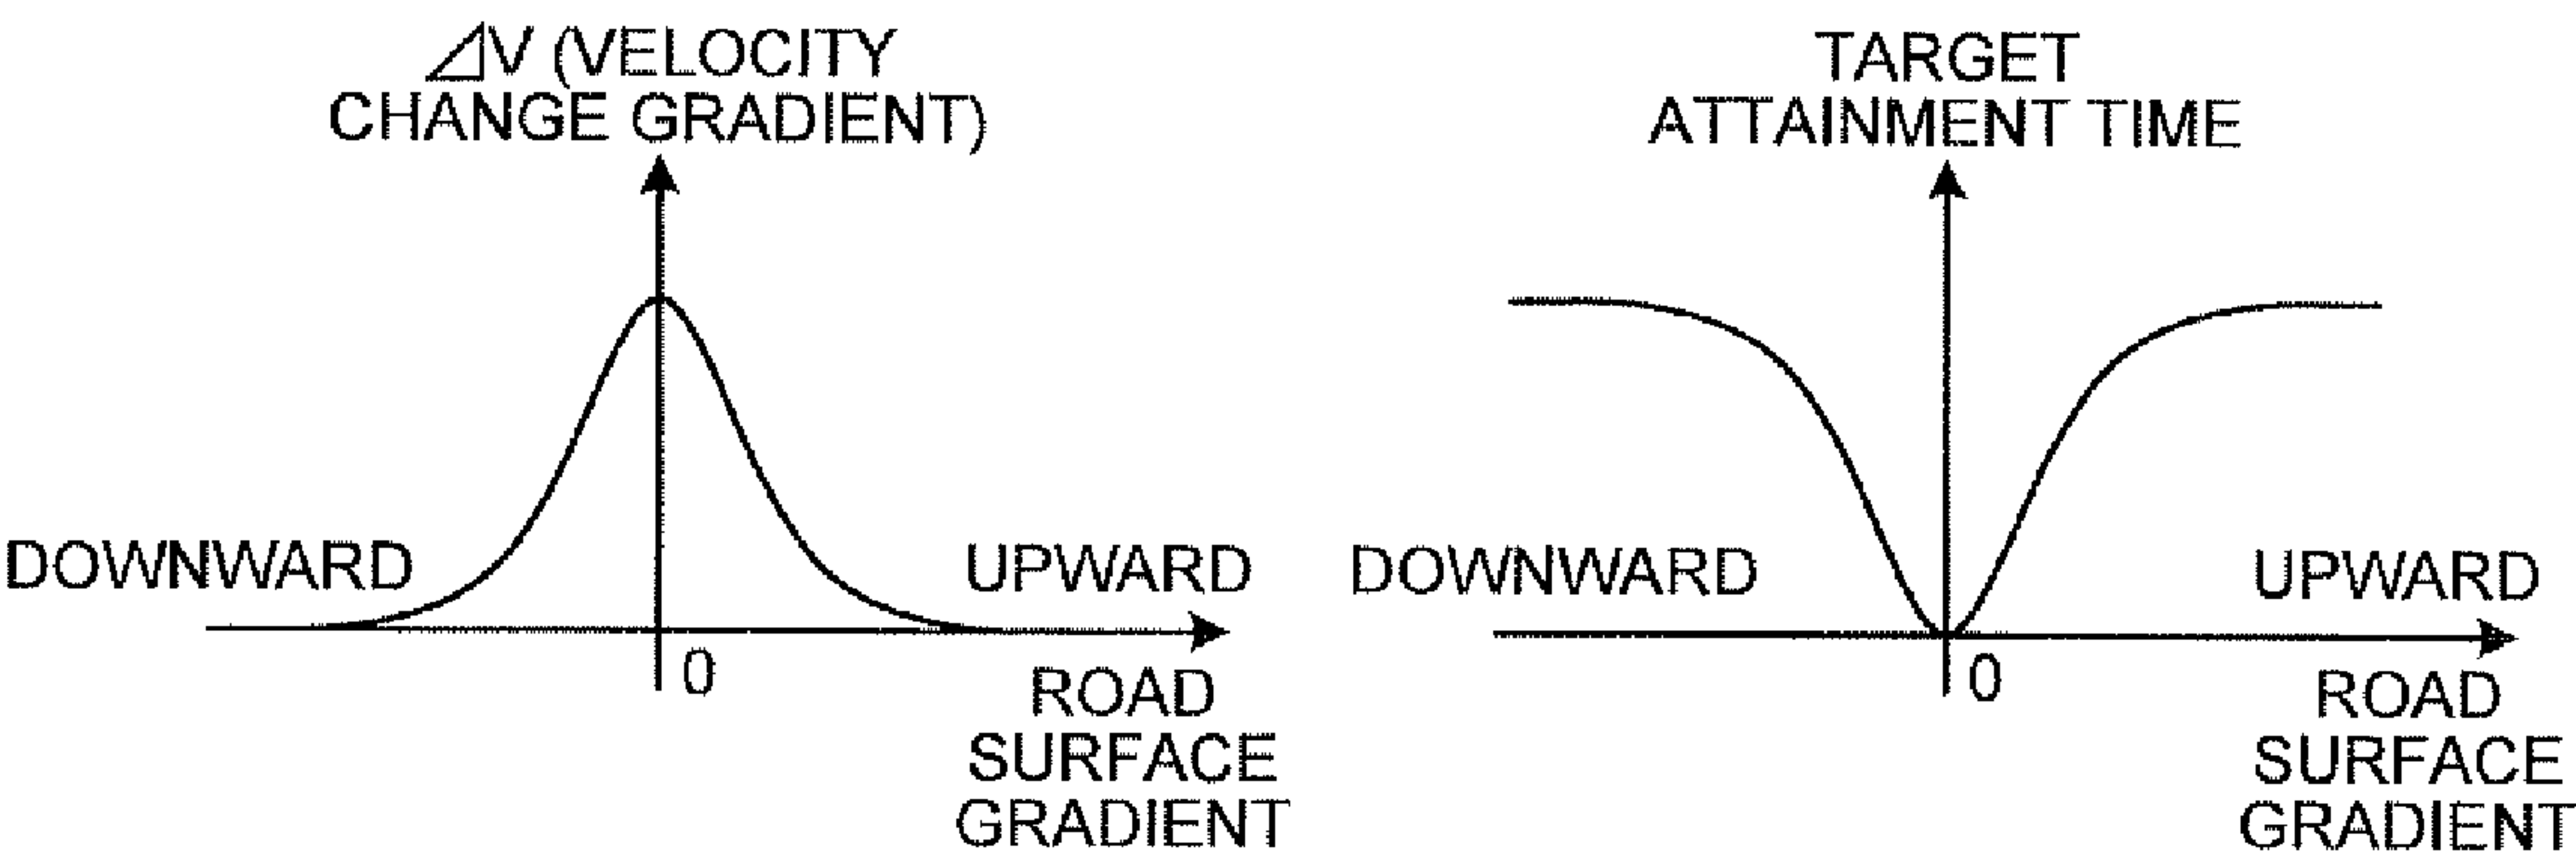 ⊿V (VELOCITY
CHANGE GRADIENT)
DOWNWARD
UPWARD
0
ROAD
SURFACE
GRADIENT
TARGET
ATTAINMENT TIME
DOWNWARD
UPWARD
0
ROAD
SURFACE
GRADIENT